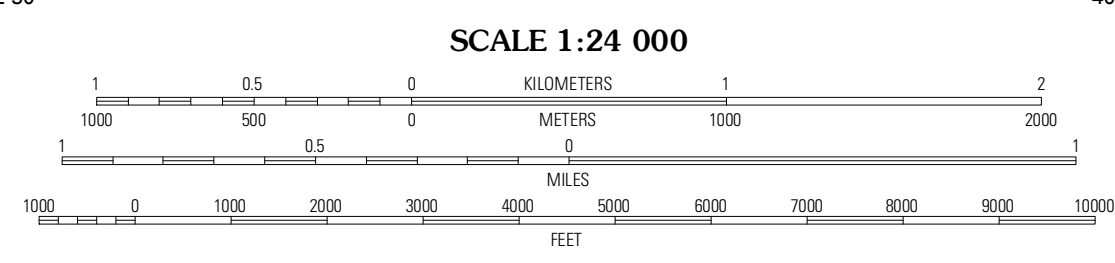 SCALE 1:24 000
1 0.5 0 KILOMETERS 1 2
1000 500 0 METERS 1000 2000
1 0.5 0 1
MILES
1000 0 1000 2000 3000 4000 5000 6000 7000 8000 9000 10000
FEET